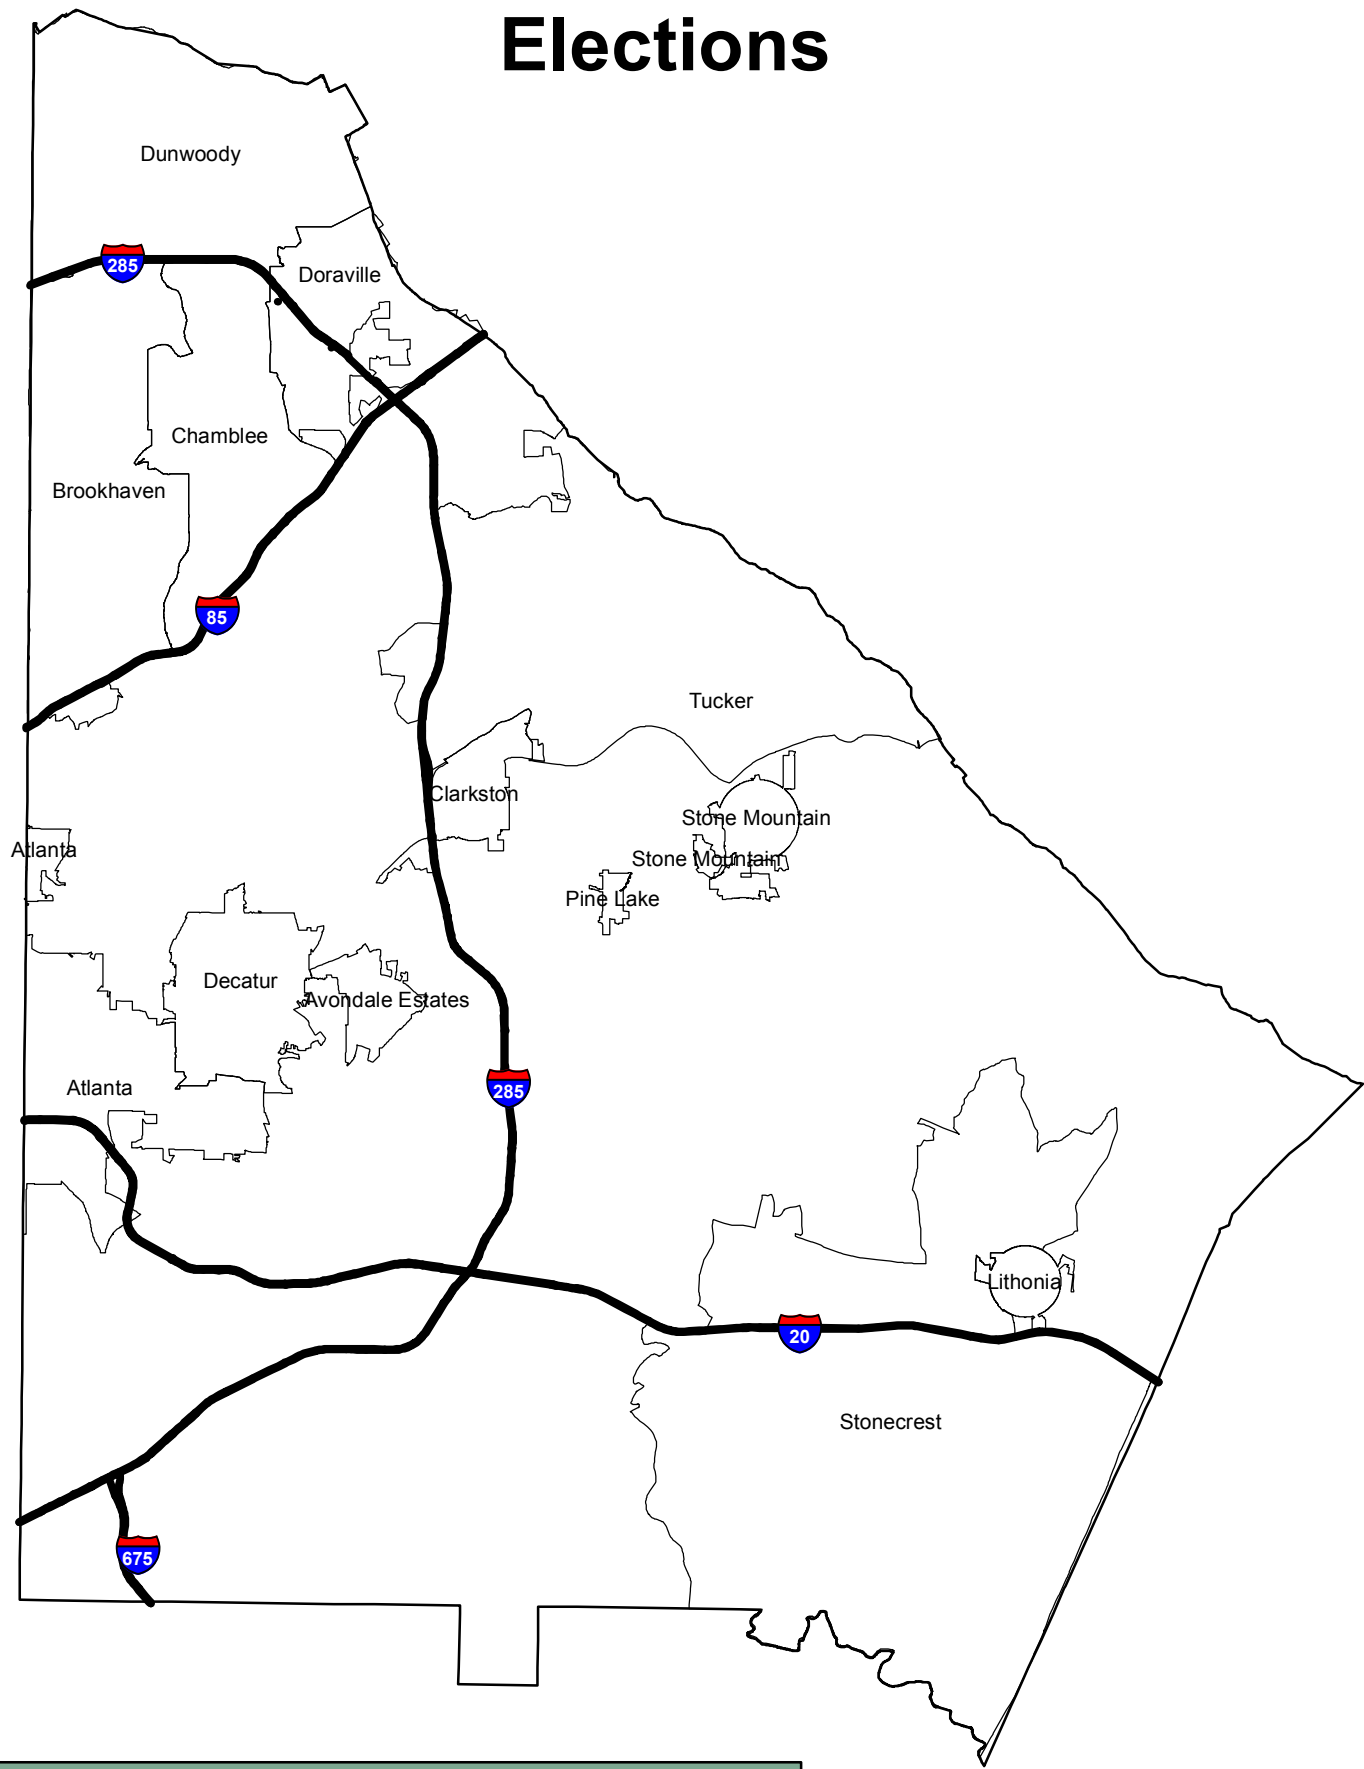 Elections
Dunwoody
285
Doraville
Chamblee
Brookhaven
85
Tucker
Clarkston
Stone Mountain
Atlanta
Stone Mountain
Pine Lake
Decatur
Avondale Estates
Atlanta
285
Lithonia
20
Stonecrest
675